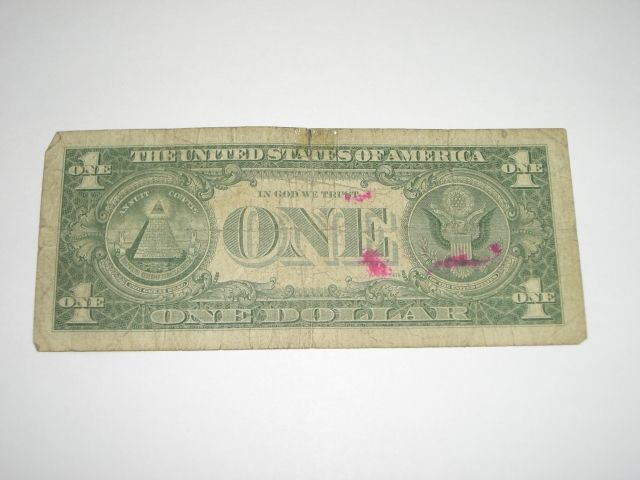 THE UNITED STATES OF AMERICA
1 ONE
1 ONE
IN GOD WE TRUST
ANNUIT COEPTIS
ONE
ONE 1
ONE 1
ONE DOLLAR